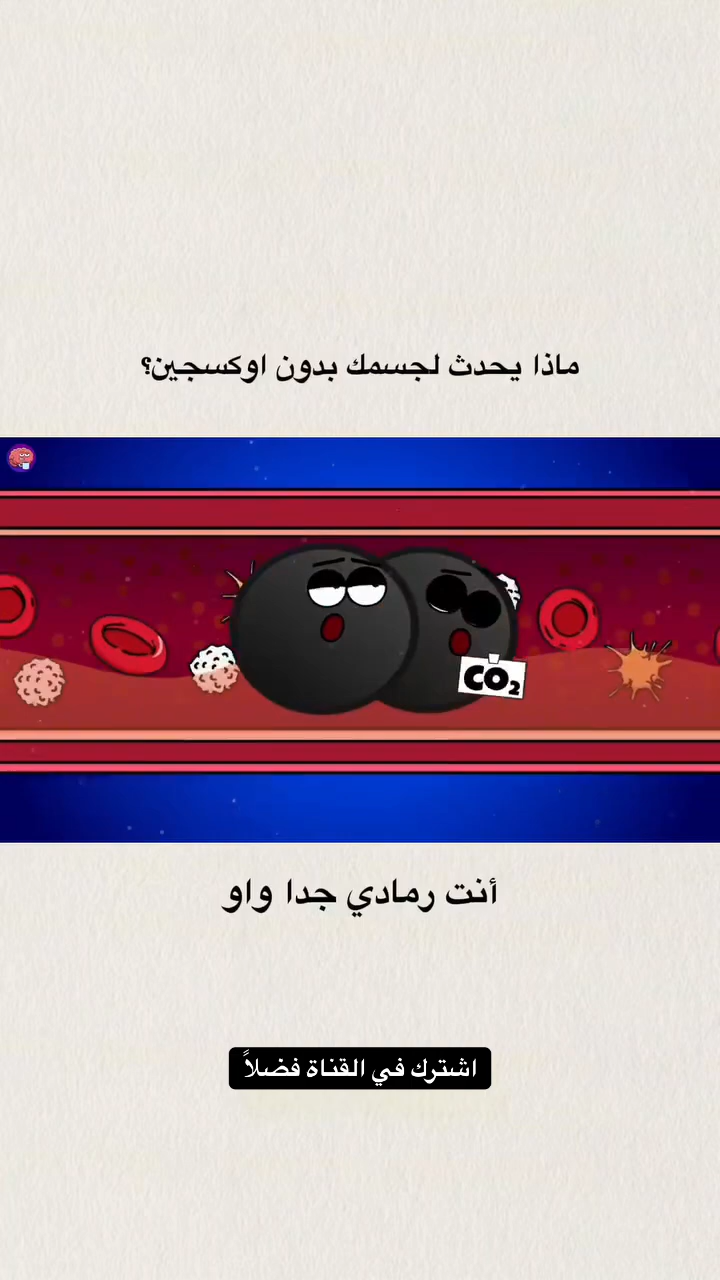 ماذا يحدث لجسمك بدون اوكسجين؟
CO₂
أنت رمادي جدا واو
اشترك في القناة فضلاً